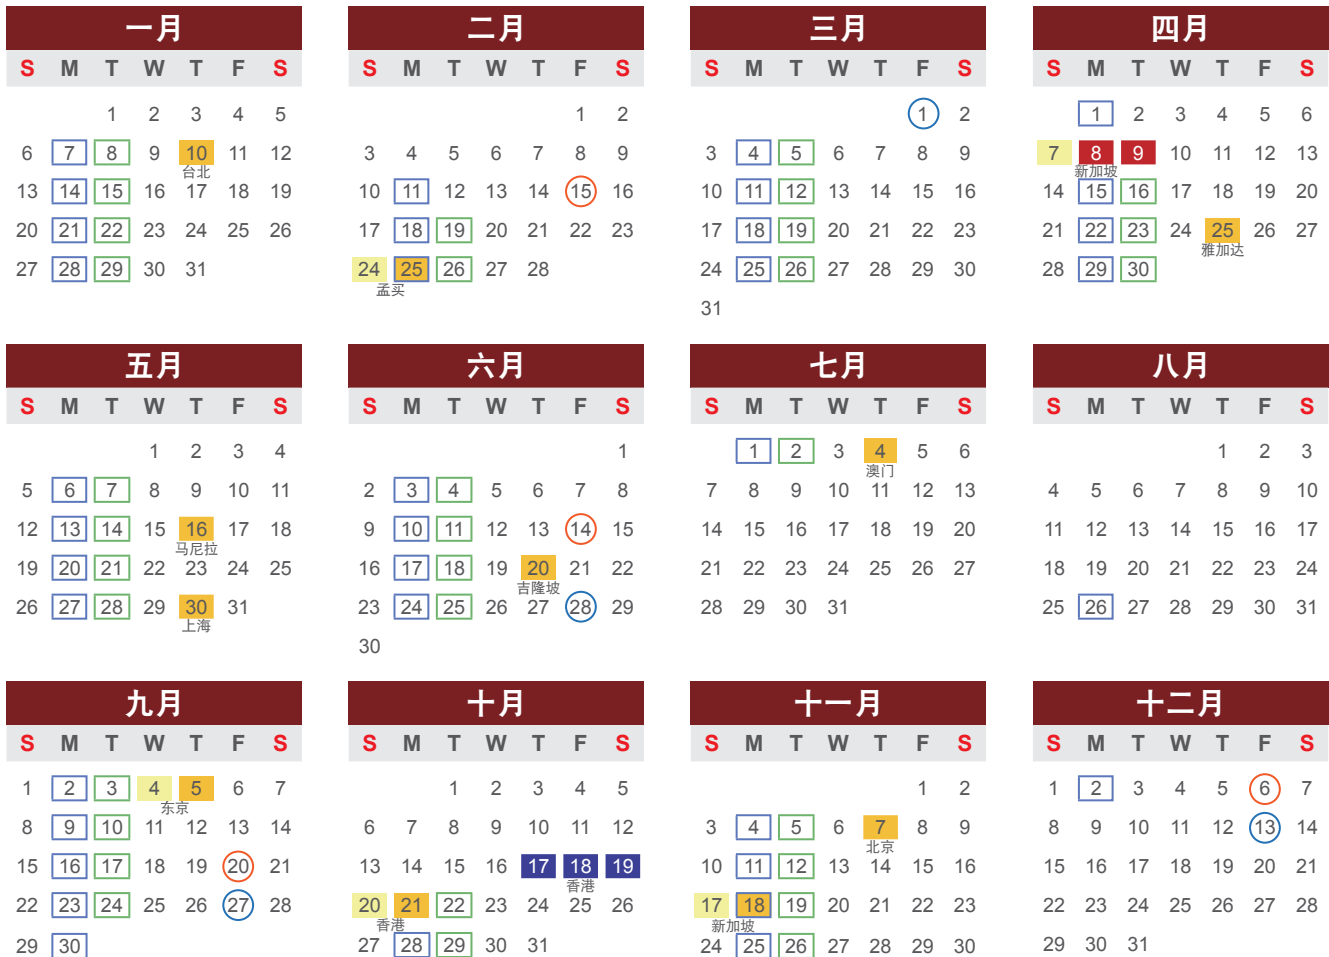 一月 二月 三月 四月
S M T W T F S S M T W T F S S M T W T F S S M T W T F S
1 2 3 4 5 1 2 1 2 1 2 3 4 5 6
6 7 8 9 10 11 12 3 4 5 6 7 8 9 3 4 5 6 7 8 9 7 8 9 10 11 12 13
台北 新加坡
13 14 15 16 17 18 19 10 11 12 13 14 15 16 10 11 12 13 14 15 16 14 15 16 17 18 19 20
20 21 22 23 24 25 26 17 18 19 20 21 22 23 17 18 19 20 21 22 23 21 22 23 24 25 26 27
雅加达
27 28 29 30 31 24 25 26 27 28 24 25 26 27 28 29 30 28 29 30
孟买
31
五月 六月 七月 八月
S M T W T F S S M T W T F S S M T W T F S S M T W T F S
1 2 3 4 1 1 2 3 4 5 6 1 2 3
澳门
5 6 7 8 9 10 11 2 3 4 5 6 7 8 7 8 9 10 11 12 13 4 5 6 7 8 9 10
12 13 14 15 16 17 18 9 10 11 12 13 14 15 14 15 16 17 18 19 20 11 12 13 14 15 16 17
马尼拉
19 20 21 22 23 24 25 16 17 18 19 20 21 22 21 22 23 24 25 26 27 18 19 20 21 22 23 24
吉隆坡
26 27 28 29 30 31 23 24 25 26 27 28 29 28 29 30 31 25 26 27 28 29 30 31
上海
30
九月 十月 十一月 十二月
S M T W T F S S M T W T F S S M T W T F S S M T W T F S
1 2 3 4 5 6 7 1 2 3 4 5 1 2 1 2 3 4 5 6 7
东京
8 9 10 11 12 13 14 6 7 8 9 10 11 12 3 4 5 6 7 8 9 8 9 10 11 12 13 14
北京
15 16 17 18 19 20 21 13 14 15 16 17 18 19 10 11 12 13 14 15 16 15 16 17 18 19 20 21
香港
22 23 24 25 26 27 28 20 21 22 23 24 25 26 17 18 19 20 21 22 23 22 23 24 25 26 27 28
香港 新加坡
29 30 27 28 29 30 31 24 25 26 27 28 29 30 29 30 31